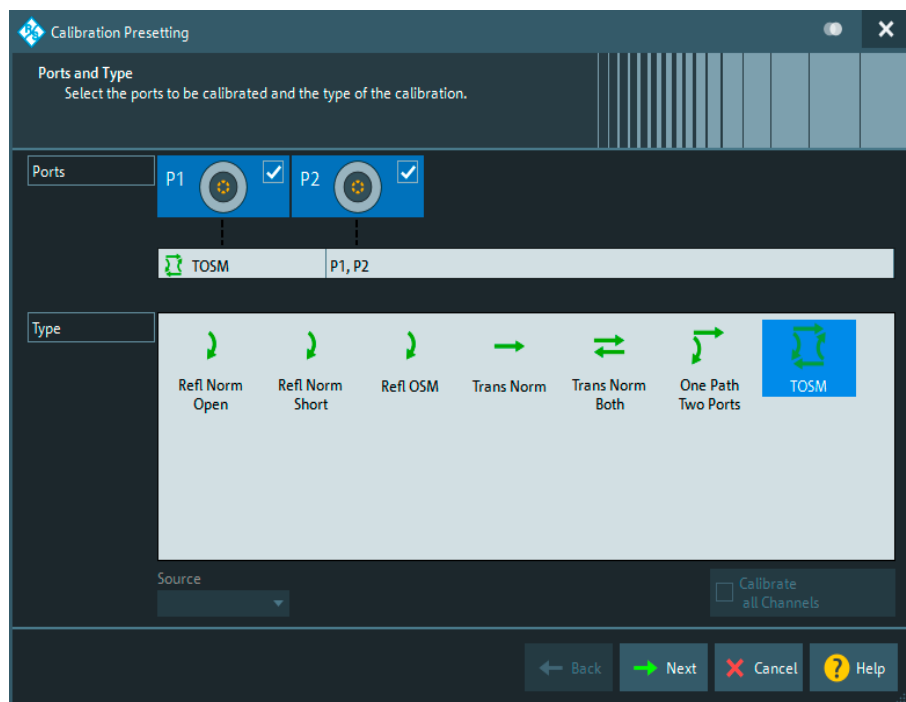 Calibration Presetting
Ports and Type
Select the ports to be calibrated and the type of the calibration.
Ports
P1
P2
TOSM
P1, P2
Type
Refl Norm
Open
Refl Norm
Short
Refl OSM
Trans Norm
Trans Norm
Both
One Path
Two Ports
TOSM
Source
Calibrate
all Channels
Back
Next
Cancel
? Help